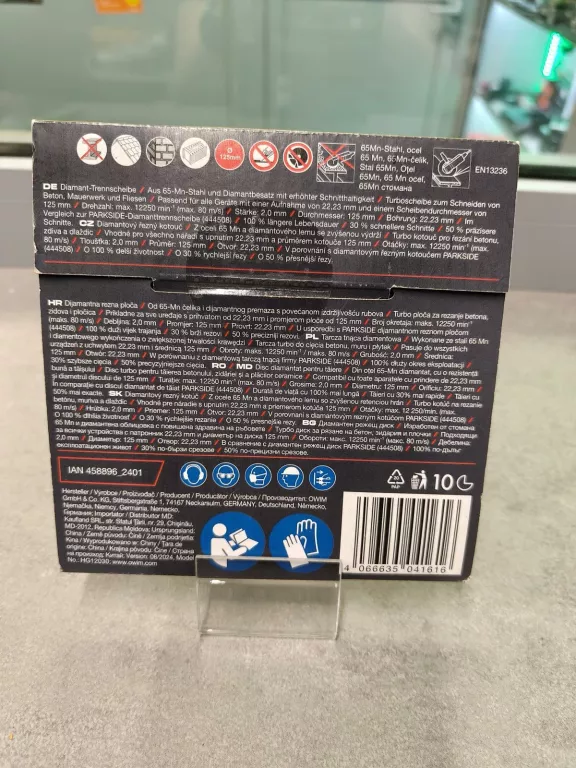 Ø
125mm
65Mn-Stahl, ocel
65 Mn, 65Mn-čelik,
Stal 65 Mn, Oțel
65 Mn, 65 Mn oceľ,
65Mn стомана
EN13236
DE Diamant-Trennscheibe / Aus 65-Mn-Stahl und Diamantbesatz mit erhöhter Schnitthaltigkeit / Turboscheibe zum Schneiden von
Beton, Mauerwerk und Fliesen / Passend für alle Geräte mit einer Aufnahme von 22,23 mm und einem Scheibendurchmesser von
125 mm / Drehzahl: max. 12250 min⁻¹ (max. 80 m/s) / Stärke: 2,0 mm / Durchmesser: 125 mm / Bohrung: 22,23 mm / Im
Vergleich zur PARKSIDE-Diamanttrennscheibe (444508) / 100 % längere Lebensdauer / 30 % schnellere Schnitte / 50 % präzisere
Schnitte / CZ Diamantový řezný kotouč / Z oceli 65 Mn a diamantového lemu se zvýšenou výdrží / Turbo kotouč pro řezání betonu,
zdiva a dlaždic / Vhodné pro všechno nářadí s upnutím 22,23 mm a průměrem kotouče 125 mm / Otáčky: max. 12250 min⁻¹ (max.
80 m/s) / Tloušťka: 2,0 mm / Průměr: 125 mm / Otvor: 22,23 mm / V porovnání s diamantovým řezným kotoučem PARKSIDE
(444508) / O 100 % delší životnost / O 30 % rychlejší řezy / O 50 % přesnější řezy.
HR Dijamantna rezna ploča / Od 65-Mn čelika i dijamantnog premaza s povećanom izdržljivošću rubova / Turbo ploča za rezanje betona,
zidova i pločica / Prikladne za sve uređaje s prihvatom od 22,23 mm i promjerom ploče od 125 mm / Broj okretaja: maks. 12250 min⁻¹
(maks. 80 m/s) / Debljina: 2,0 mm / Promjer: 125 mm / Provrt: 22,23 mm / U usporedbi s PARKSIDE dijamantnom reznom pločom
(444508) / 100 % duži vijek trajanja / 30 % brži rezovi / 50 % precizniji rezovi / PL Tarcza tnąca diamentowa / Wykonane ze stali 65 Mn
i diamentowego wykończenia o zwiększonej trwałości krawędzi / Tarcza turbo do cięcia betonu, muru i płytek / Pasuje do wszystkich
urządzeń z uchwytem 22,23 mm i średnicą 125 mm / Obroty: maks. 12250 min⁻¹ / maks. 80 m/s / Grubość: 2,0 mm / Średnica:
125 mm / Otwór: 22,23 mm / W porównaniu z diamentową tarczą tnącą firmy PARKSIDE (444508) / 100% dłuży okres eksploatacji /
30% szybsze cięcia / 50% precyzyjniejsze cięcia. RO / MD Disc diamantat pentru tăiere / Din oțel 65-Mn diamantat, cu o rezistență
bună a tăișului / Disc turbo pentru tăierea betonului, zidăriei și a plăcilor ceramice / Compatibil cu toate aparatele cu prindere de 22,23 mm
și diametrul discului de 125 mm / Turație: max. 12250 min⁻¹ (max. 80 m/s) / Grosime: 2,0 mm / Diametru: 125 mm / Orificiu: 22,23 mm /
În comparație cu discul diamantat de tăiat PARKSIDE (444508) / Durată de viață cu 100% mai lungă / Tăieri cu 30% mai rapide / Tăieri cu
50% mai exacte. SK Diamantový rezný kotúč / Z ocele 65 Mn a diamantového lemu so zvýšenou retenciou hrán / Turbo kotúč na rezanie
betónu, muriva a dlaždíc / Vhodné pre náradie s upnutím 22,23 mm a priemerom kotúča 125 mm / Otáčky: max. 12 250/ min. (max.
80 m/s) / Hrúbka: 2,0 mm / Priemer: 125 mm / Otvor: 22,23 mm / V porovnaní s diamantovým rezným kotúčom PARKSIDE (444508) /
O 100 % dlhšia životnosť / O 30 % rýchlejšie rezanie / O 50 % presnejší rezy. BG Диамантен режещ диск / Изработен от стомана
65 Mn и диамантена облицовка с повишена здравина на ръбовете / Турбо диск за рязане на бетон, зидария и плочки / Подходящи
за всички устройства с патронник 22,23 mm и диаметър на диска 125 mm / Обороти: макс. 12250 min⁻¹ (макс. 80 m/s) / Дебелина:
2,0 mm / Диаметър: 125 mm / Отвор: 22,23 mm / В сравнение с диамантен режещ диск PARKSIDE (444508) / 100% по-дълъг
експлоатационен живот / 30% по-бързи срезове / 50% по-прецизни срезове.
IAN 458896_2401
20
PAP
10
Hersteller / Výrobce / Proizvođač / Producent / Producător / Výrobca / Производител: OWIM
GmbH & Co. KG, Stiftsbergstraße 1, 74167 Neckarsulm, GERMANY, Deutschland, Německo,
Njemačka, Niemcy, Germania, Nemecko,
Германия; Importator / Distribuitor MD:
Kaufland SRL, str. Sfatul Țării, nr. 29, Chișinău,
MD-2012, Republica Moldova; Ursprungsland:
China / Země původu: Čína / Zemlja podrijetla:
Kina / Wyprodukowano w: Chiny / Țara de
origine: China / Krajina pôvodu: Čína / Страна
на произход: Китай; Version: 06/2024, Model
No.: HG12030; www.owim.com
4 066635 041616